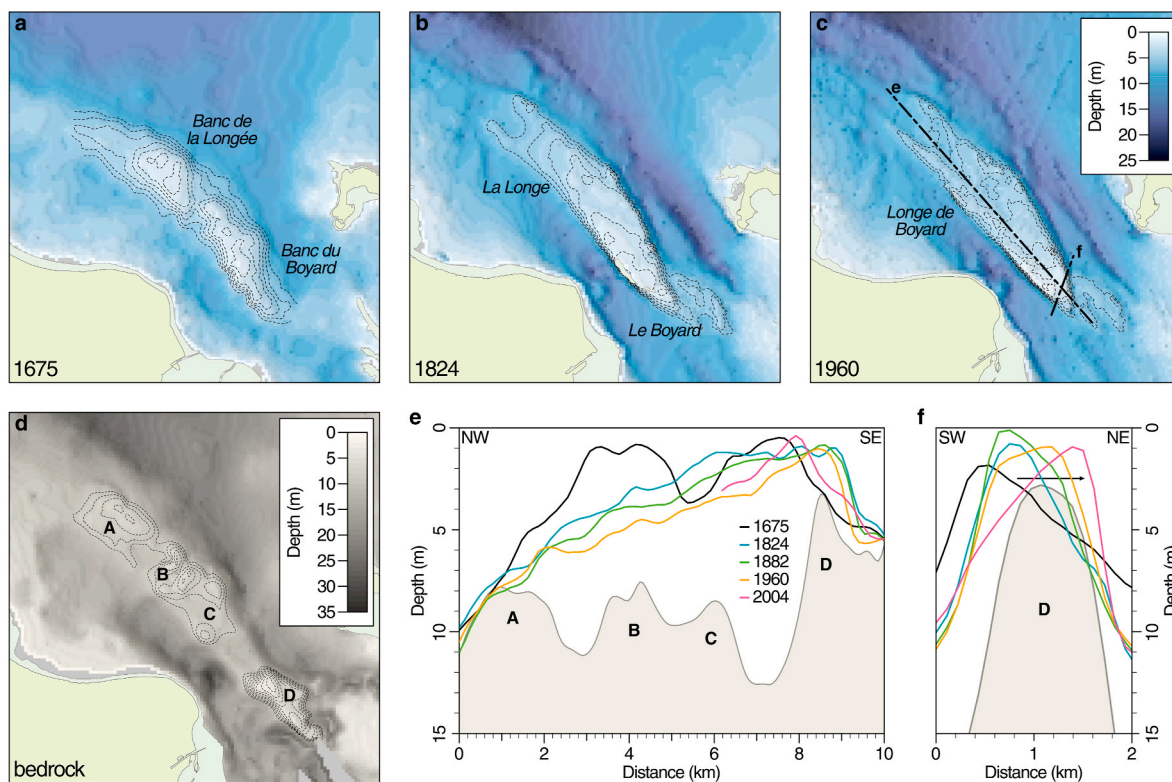 a
Banc de
la Longée
Banc du
Boyard
1675
b
La Longe
Le Boyard
1824
c
e
Longe de
Boyard
f
1960
Depth (m)
0
5
10
15
20
25
d
A
B
C
D
bedrock
Depth (m)
0
5
10
15
20
25
30
35
e
NW
SE
0
5
10
15
Depth (m)
1675
1824
1882
1960
2004
A
B
C
D
0 2 4 6 8 10
Distance (km)
f
SW
NE
D
0
5
10
15
Depth (m)
0 1 2
Distance (km)